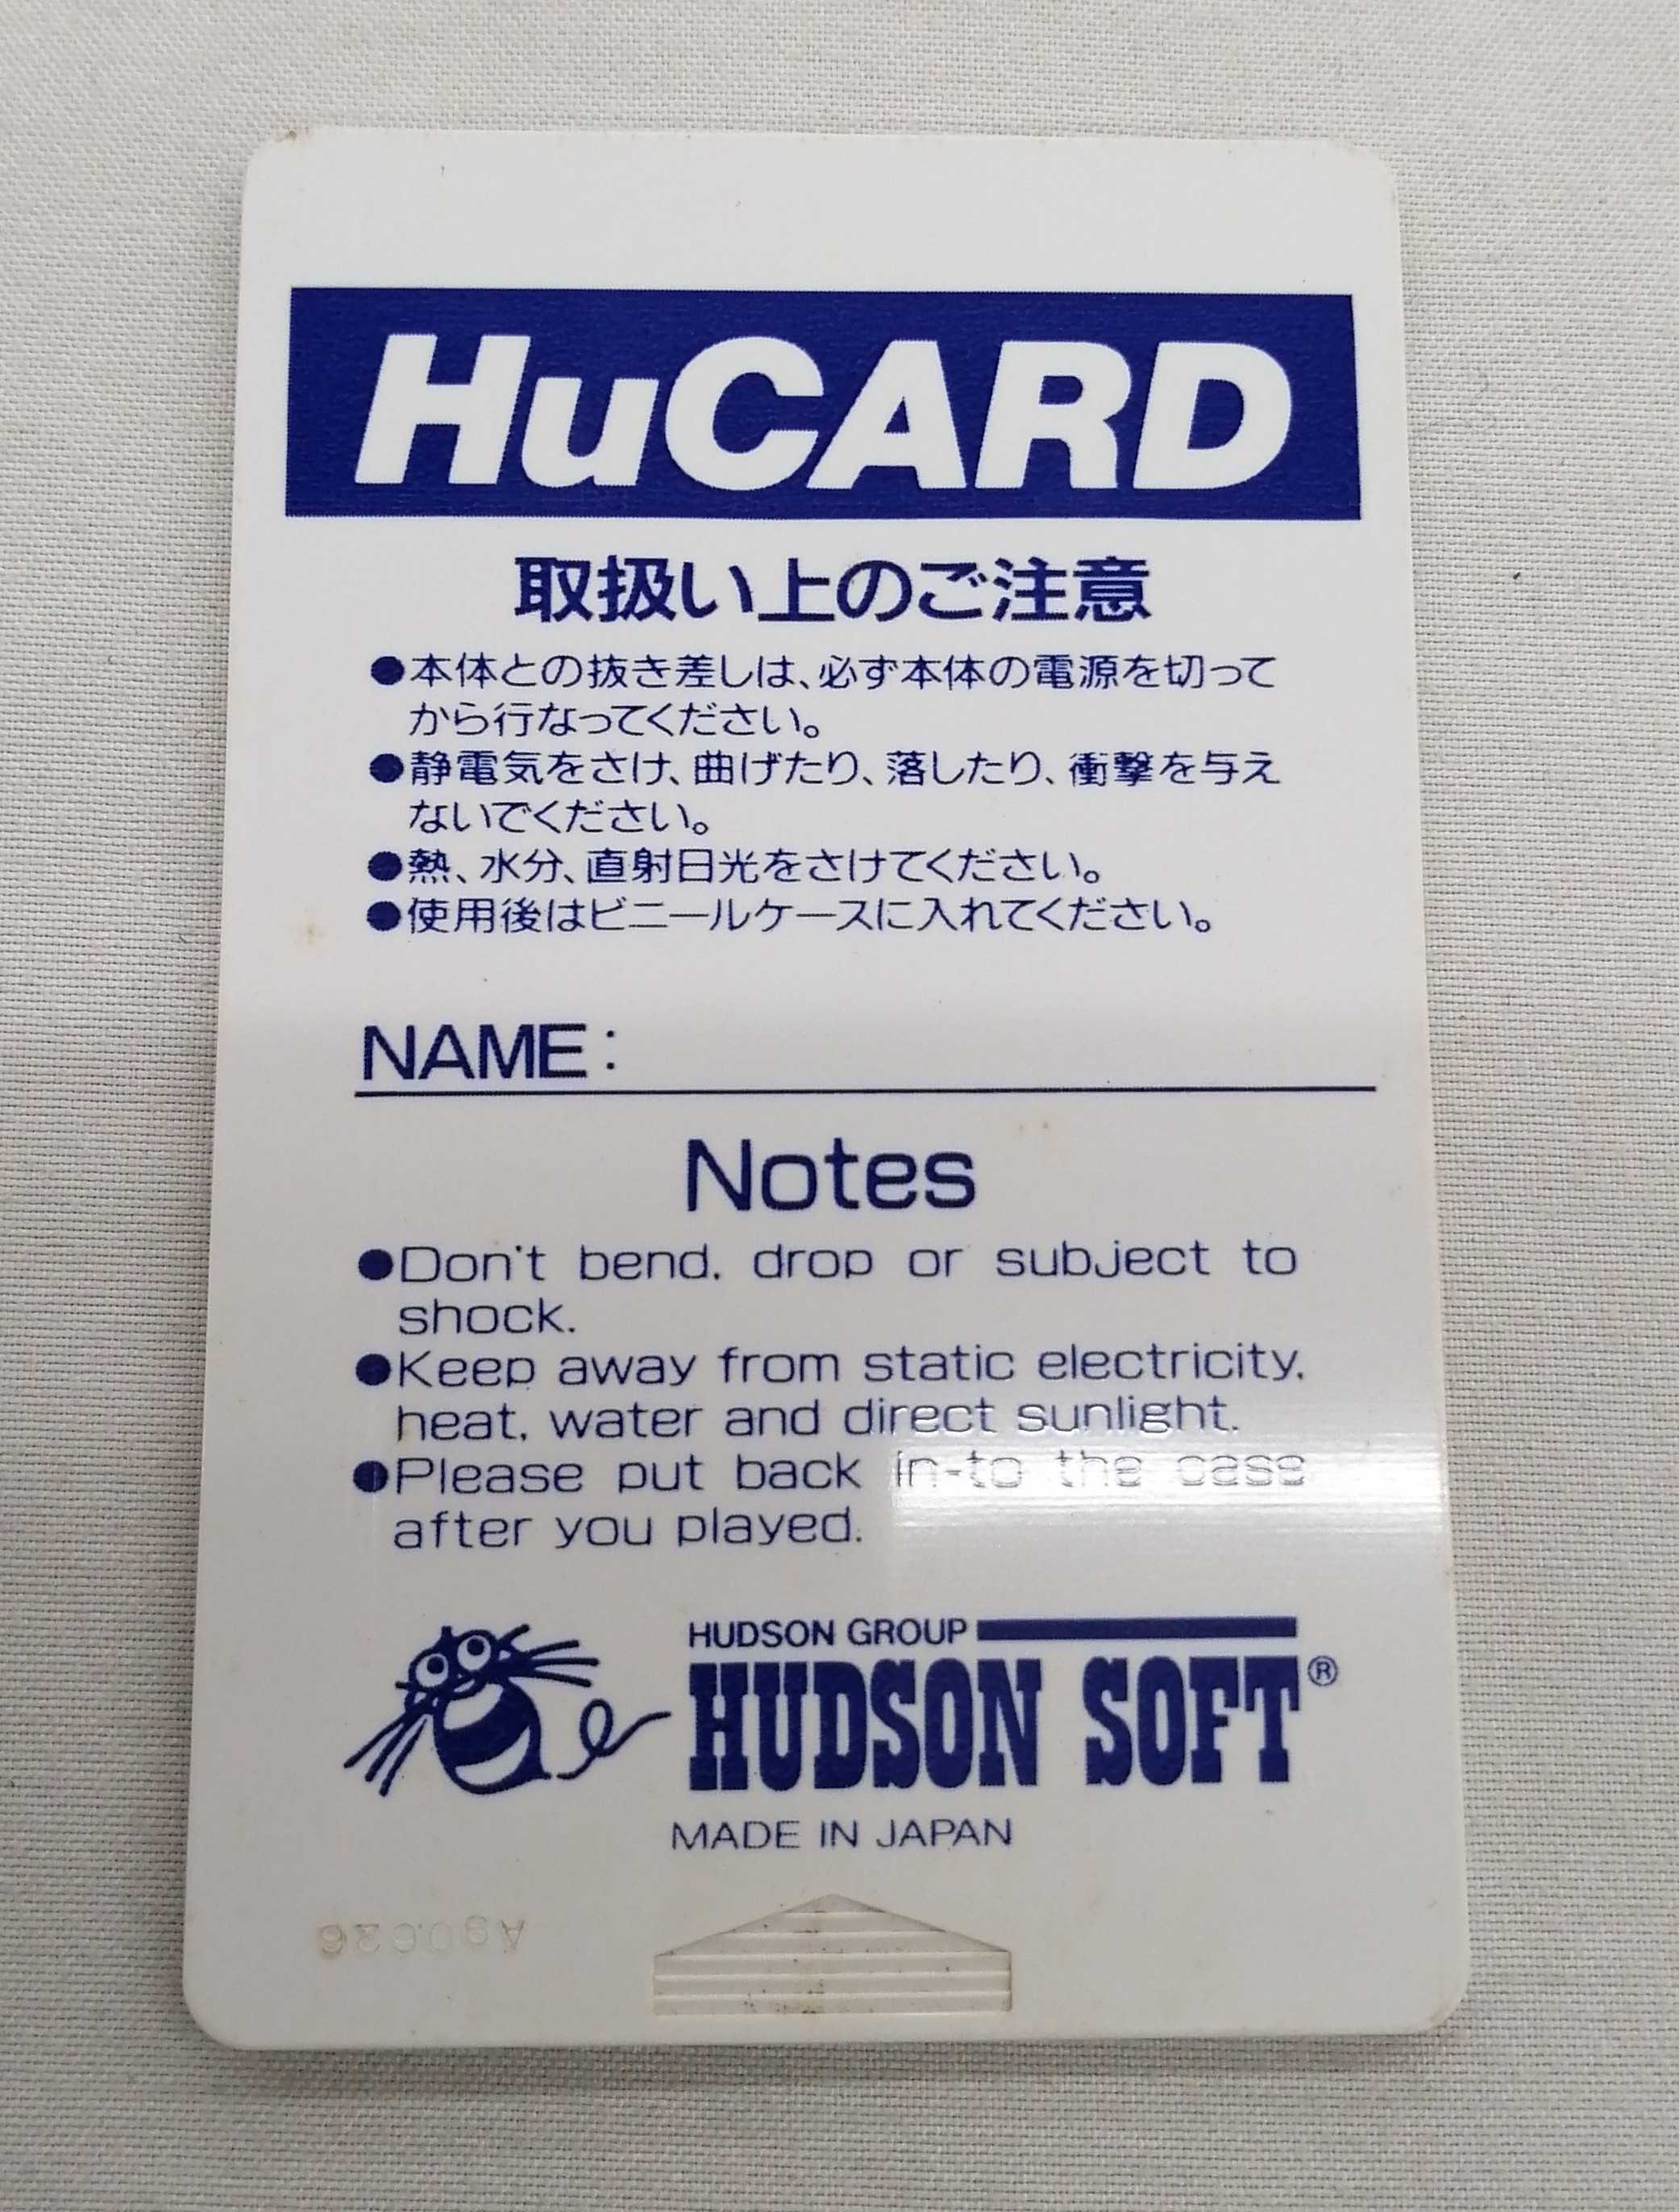 HuCARD
取扱い上のご注意
●本体との抜き差しは、必ず本体の電源を切って
から行なってください。
●静電気をさけ、曲げたり、落したり、衝撃を与え
ないでください。
●熱、水分、直射日光をさけてください。
●使用後はビニールケースに入れてください。
NAME:
Notes
●Don't bend, drop or subject to
shock.
●Keep away from static electricity,
heat, water and direct sunlight.
●Please put back in-to the case
after you played.
HUDSON GROUP
HUDSON SOFT®
MADE IN JAPAN